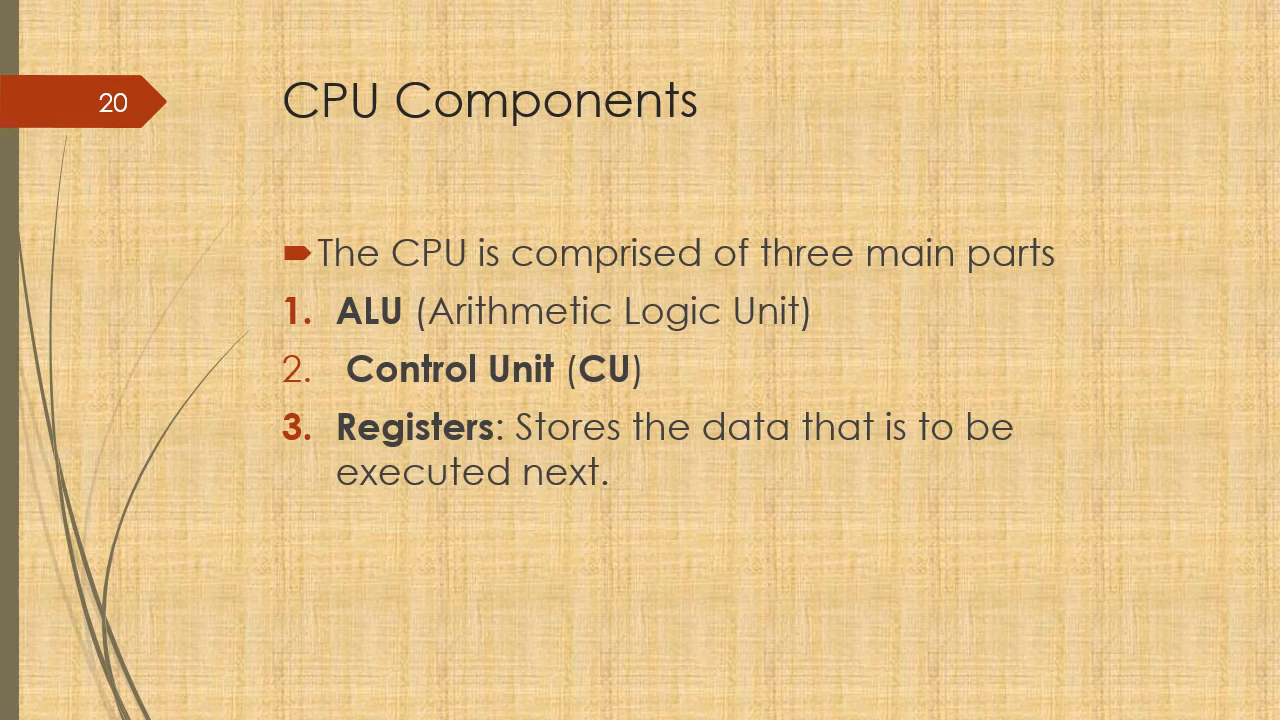 20
CPU Components
The CPU is comprised of three main parts
1. ALU (Arithmetic Logic Unit)
2. Control Unit (CU)
3. Registers: Stores the data that is to be
executed next.